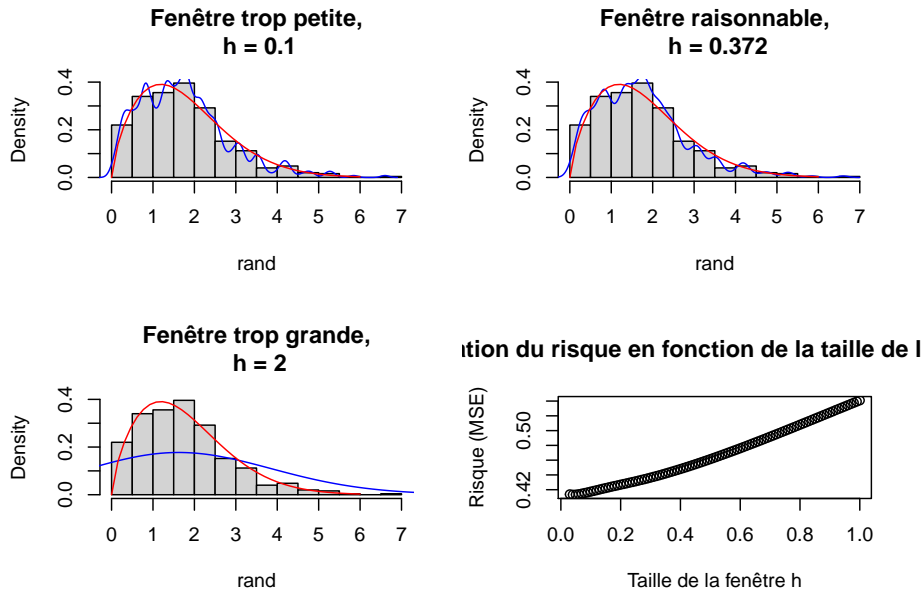 Fenêtre trop petite,
h = 0.1
Density
0.0 0.2 0.4
0 1 2 3 4 5 6 7
rand
Fenêtre raisonnable,
h = 0.372
Density
0.0 0.2 0.4
0 1 2 3 4 5 6 7
rand
Fenêtre trop grande,
h = 2
Density
0.0 0.2 0.4
0 1 2 3 4 5 6 7
rand
ation du risque en fonction de la taille de l
Risque (MSE)
0.42 0.50
0.0 0.2 0.4 0.6 0.8 1.0
Taille de la fenêtre h